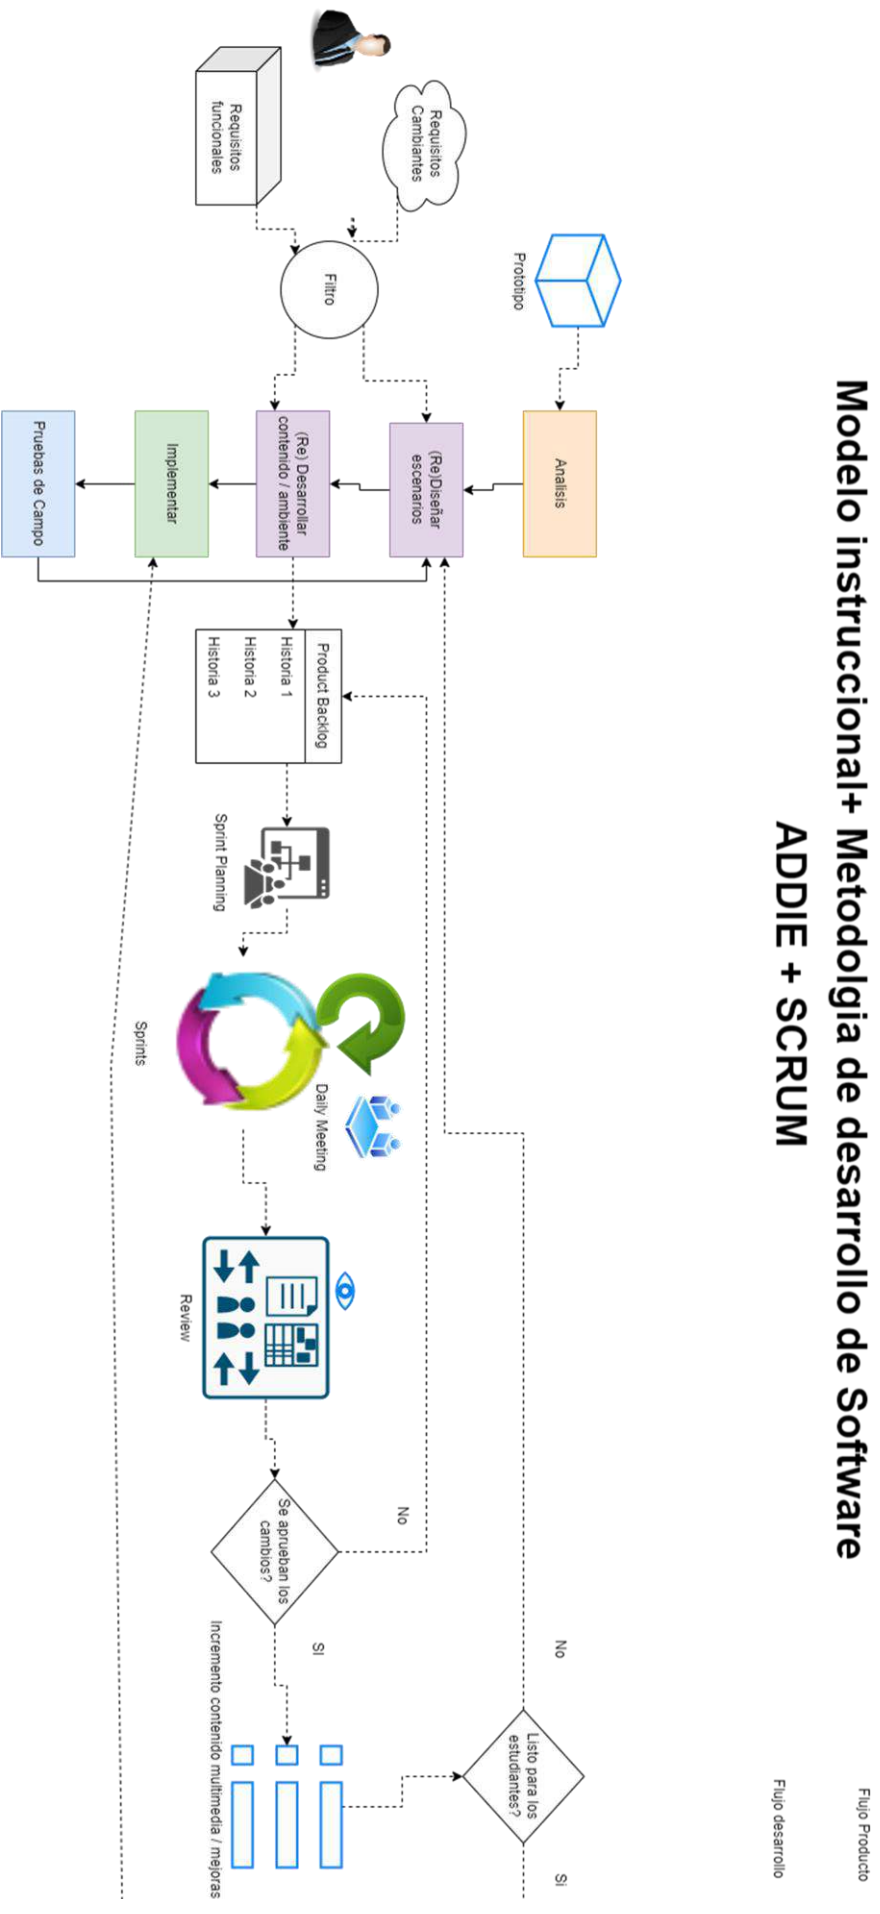 Modelo instruccional+ Metodolgia de desarrollo de Software
ADDIE + SCRUM
Flujo Producto
Flujo desarrollo
Prototipo
Requisitos
Cambiantes
Requisitos
funcionales
Filtro
Analisis
(Re)Diseñar
escenarios
(Re) Desarrollar
contenido / ambiente
Implementar
Pruebas de Campo
Product Backlog
Historia 1
Historia 2
Historia 3
Sprint Planning
Daily Meeting
Sprints
Review
No
Se aprueban los
cambios?
SI
Incremento contenido multimedia / mejoras
No
Listo para los
estudiantes?
Si